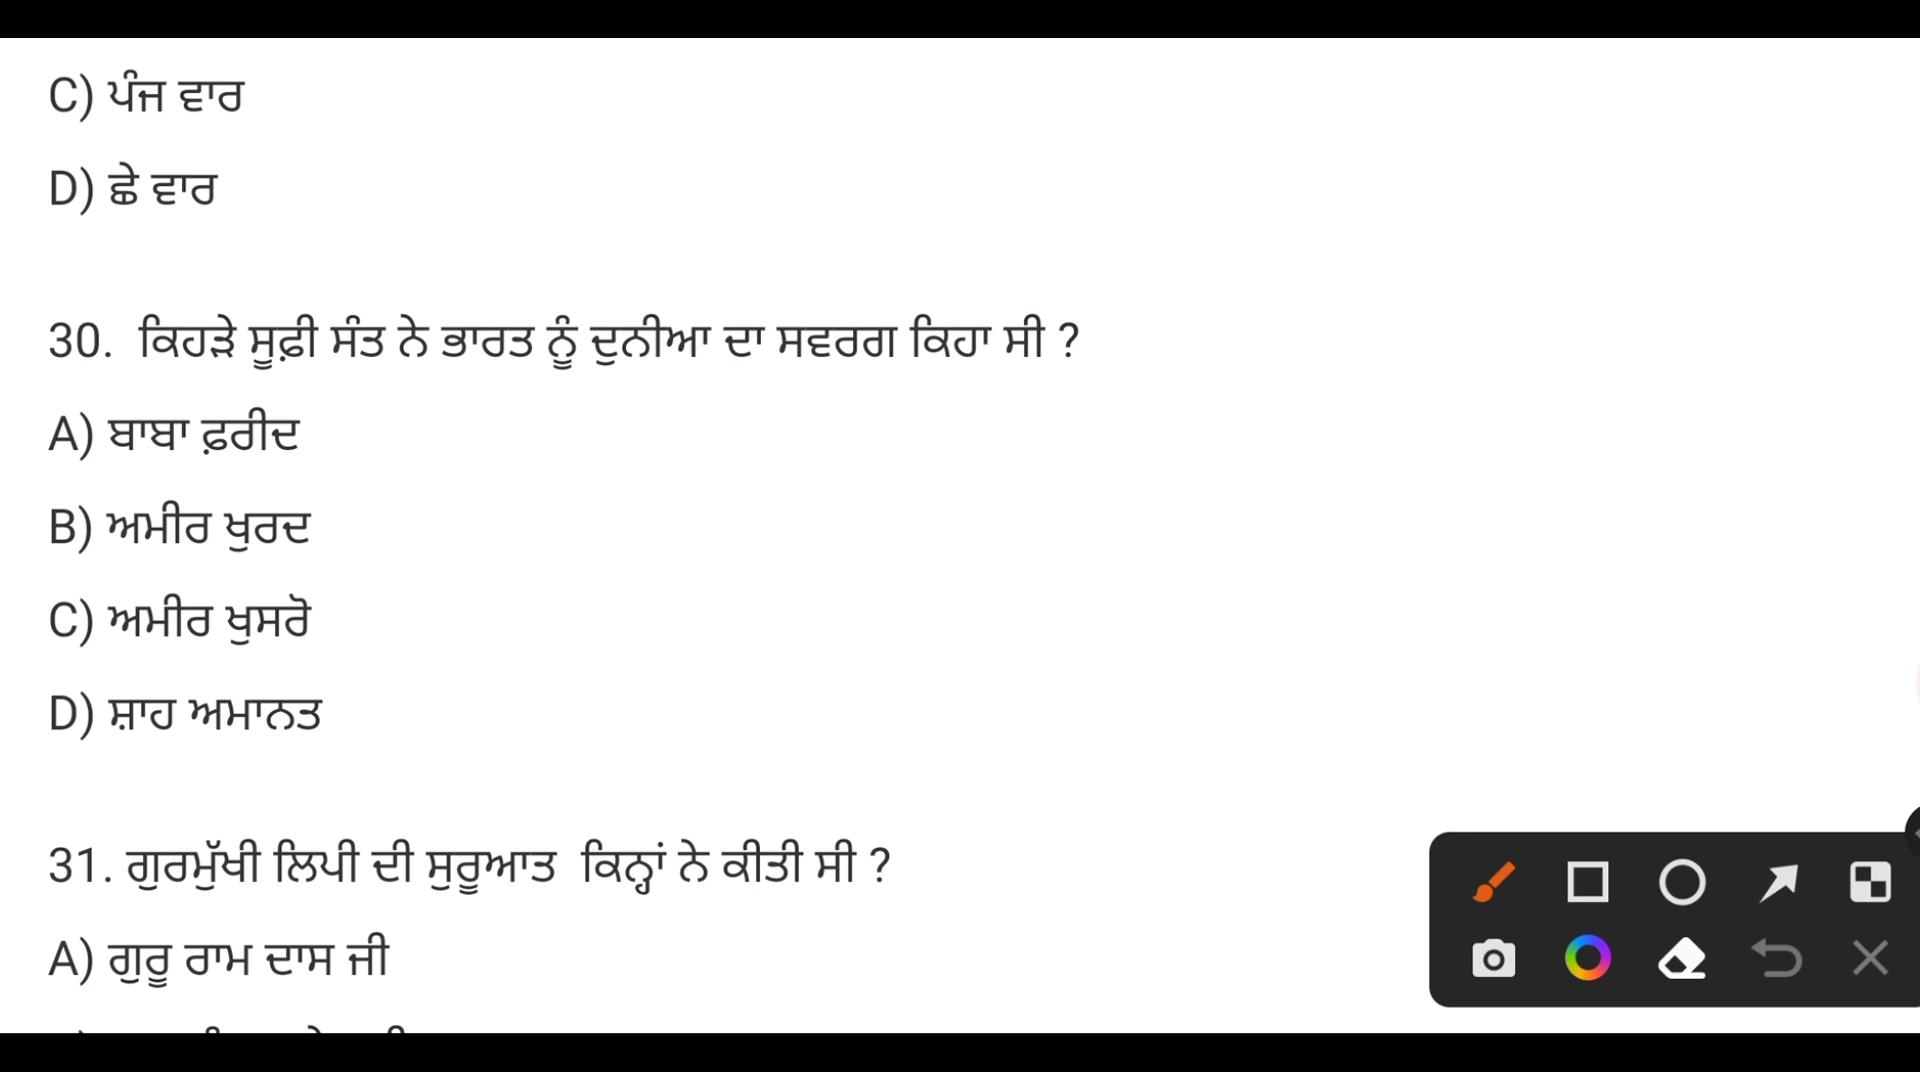 C) ਪੰਜ ਵਾਰ
D) ਛੇ ਵਾਰ
30. ਕਿਹੜੇ ਸੂਫ਼ੀ ਸੰਤ ਨੇ ਭਾਰਤ ਨੂੰ ਦੁਨੀਆ ਦਾ ਸਵਰਗ ਕਿਹਾ ਸੀ ?
A) ਬਾਬਾ ਫ਼ਰੀਦ
B) ਅਮੀਰ ਖੁਰਦ
C) ਅਮੀਰ ਖੁਸਰੋ
D) ਸ਼ਾਹ ਅਮਾਨਤ
31. ਗੁਰਮੁੱਖੀ ਲਿਪੀ ਦੀ ਸੁਰੂਆਤ ਕਿਨ੍ਹਾਂ ਨੇ ਕੀਤੀ ਸੀ ?
A) ਗੁਰੂ ਰਾਮ ਦਾਸ ਜੀ